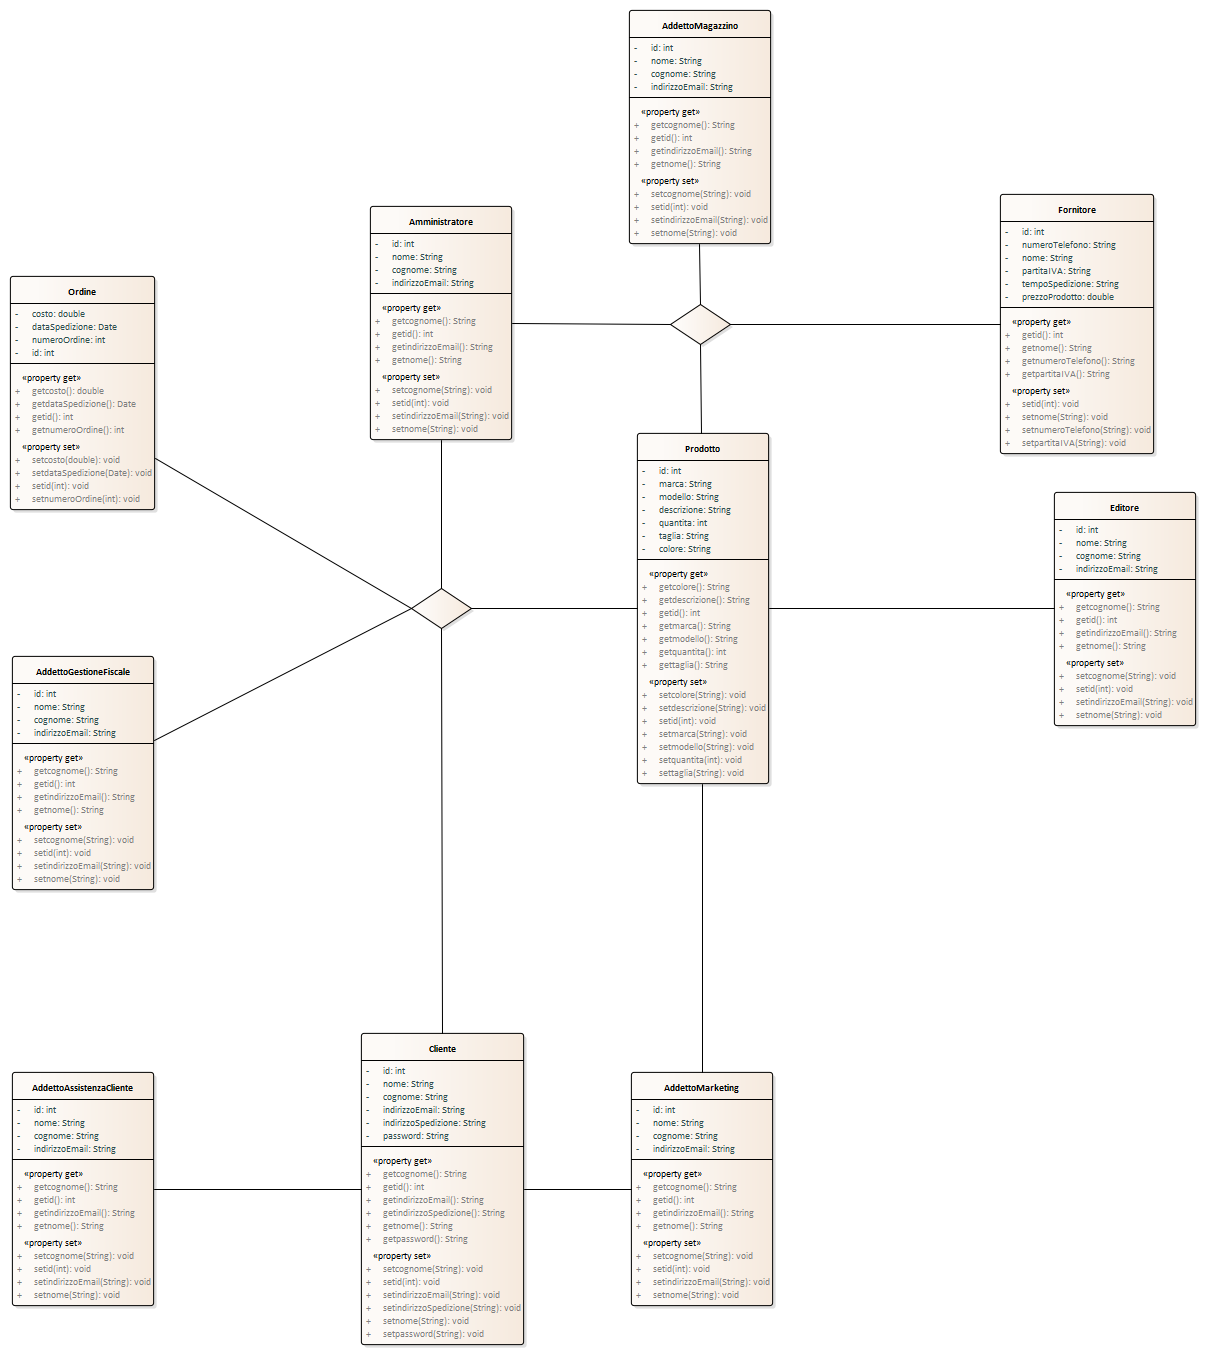 AddettoMagazzino
- id: int
- nome: String
- cognome: String
- indirizzoEmail: String
«property get»
+ getcognome(): String
+ getid(): int
+ getindirizzoEmail(): String
+ getnome(): String
«property set»
+ setcognome(String): void
+ setid(int): void
+ setindirizzoEmail(String): void
+ setnome(String): void
Fornitore
- id: int
- numeroTelefono: String
- nome: String
- partitaIVA: String
- tempoSpedizione: String
- prezzoProdotto: double
«property get»
+ getid(): int
+ getnome(): String
+ getnumeroTelefono(): String
+ getpartitaIVA(): String
«property set»
+ setid(int): void
+ setnome(String): void
+ setnumeroTelefono(String): void
+ setpartitaIVA(String): void
Amministratore
- id: int
- nome: String
- cognome: String
- indirizzoEmail: String
«property get»
+ getcognome(): String
+ getid(): int
+ getindirizzoEmail(): String
+ getnome(): String
«property set»
+ setcognome(String): void
+ setid(int): void
+ setindirizzoEmail(String): void
+ setnome(String): void
Ordine
- costo: double
- dataSpedizione: Date
- numeroOrdine: int
- id: int
«property get»
+ getcosto(): double
+ getdataSpedizione(): Date
+ getid(): int
+ getnumeroOrdine(): int
«property set»
+ setcosto(double): void
+ setdataSpedizione(Date): void
+ setid(int): void
+ setnumeroOrdine(int): void
Prodotto
- id: int
- marca: String
- modello: String
- descrizione: String
- quantita: int
- taglia: String
- colore: String
«property get»
+ getcolore(): String
+ getdescrizione(): String
+ getid(): int
+ getmarca(): String
+ getmodello(): String
+ getquantita(): int
+ gettaglia(): String
«property set»
+ setcolore(String): void
+ setdescrizione(String): void
+ setid(int): void
+ setmarca(String): void
+ setmodello(String): void
+ setquantita(int): void
+ settaglia(String): void
Editore
- id: int
- nome: String
- cognome: String
- indirizzoEmail: String
«property get»
+ getcognome(): String
+ getid(): int
+ getindirizzoEmail(): String
+ getnome(): String
«property set»
+ setcognome(String): void
+ setid(int): void
+ setindirizzoEmail(String): void
+ setnome(String): void
AddettoGestioneFiscale
- id: int
- nome: String
- cognome: String
- indirizzoEmail: String
«property get»
+ getcognome(): String
+ getid(): int
+ getindirizzoEmail(): String
+ getnome(): String
«property set»
+ setcognome(String): void
+ setid(int): void
+ setindirizzoEmail(String): void
+ setnome(String): void
AddettoAssistenzaCliente
- id: int
- nome: String
- cognome: String
- indirizzoEmail: String
«property get»
+ getcognome(): String
+ getid(): int
+ getindirizzoEmail(): String
+ getnome(): String
«property set»
+ setcognome(String): void
+ setid(int): void
+ setindirizzoEmail(String): void
+ setnome(String): void
Cliente
- id: int
- nome: String
- cognome: String
- indirizzoEmail: String
- indirizzoSpedizione: String
- password: String
«property get»
+ getcognome(): String
+ getid(): int
+ getindirizzoEmail(): String
+ getindirizzoSpedizione(): String
+ getnome(): String
+ getpassword(): String
«property set»
+ setcognome(String): void
+ setid(int): void
+ setindirizzoEmail(String): void
+ setindirizzoSpedizione(String): void
+ setnome(String): void
+ setpassword(String): void
AddettoMarketing
- id: int
- nome: String
- cognome: String
- indirizzoEmail: String
«property get»
+ getcognome(): String
+ getid(): int
+ getindirizzoEmail(): String
+ getnome(): String
«property set»
+ setcognome(String): void
+ setid(int): void
+ setindirizzoEmail(String): void
+ setnome(String): void